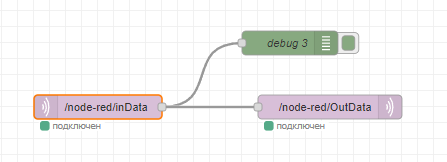 debug 3
/node-red/inData
/node-red/OutData
подключен
подключен